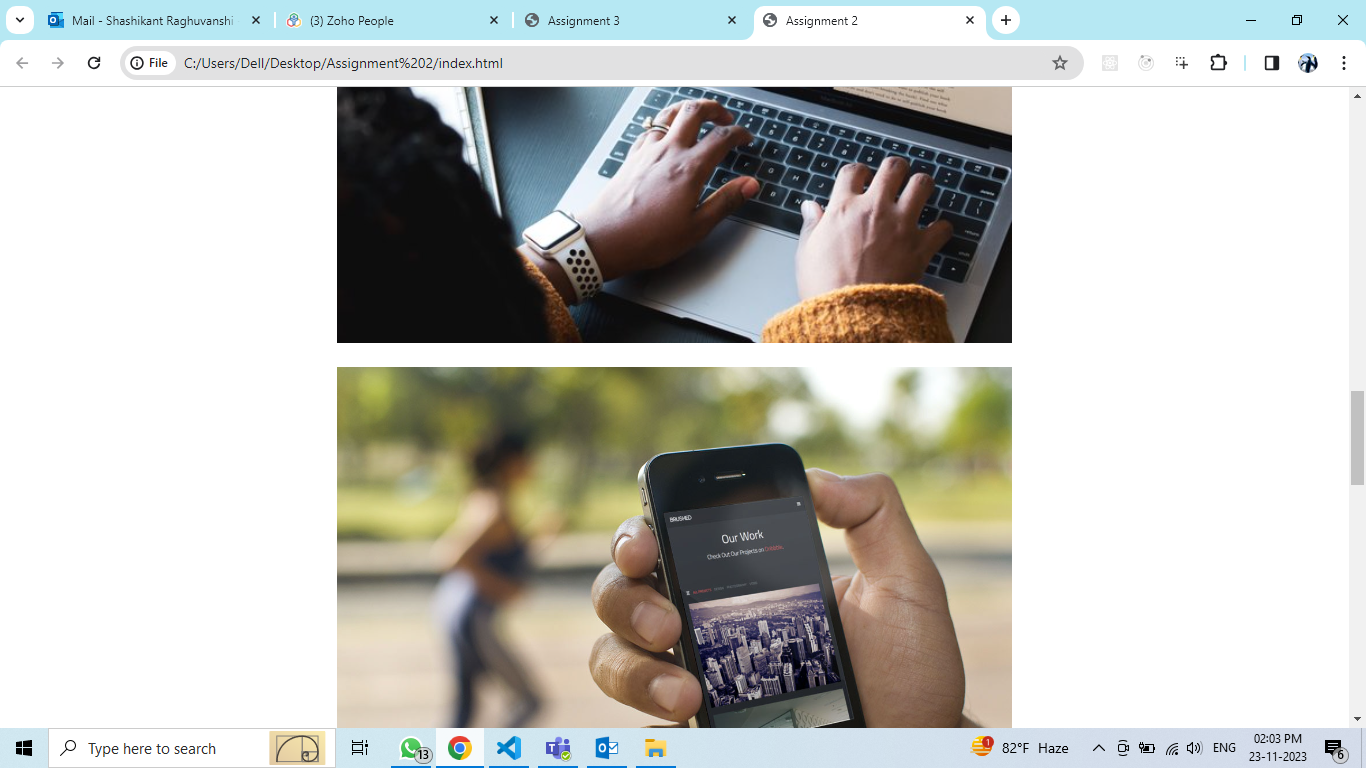 Mail - Shashikant Raghuvanshi
(3) Zoho People
Assignment 3
Assignment 2
File
C:/Users/Dell/Desktop/Assignment%202/index.html
BRUSHED
Our Work
Check Out Our Projects on Dribbble.
Type here to search
13
1
82°F Haze
ENG
02:03 PM
23-11-2023
6